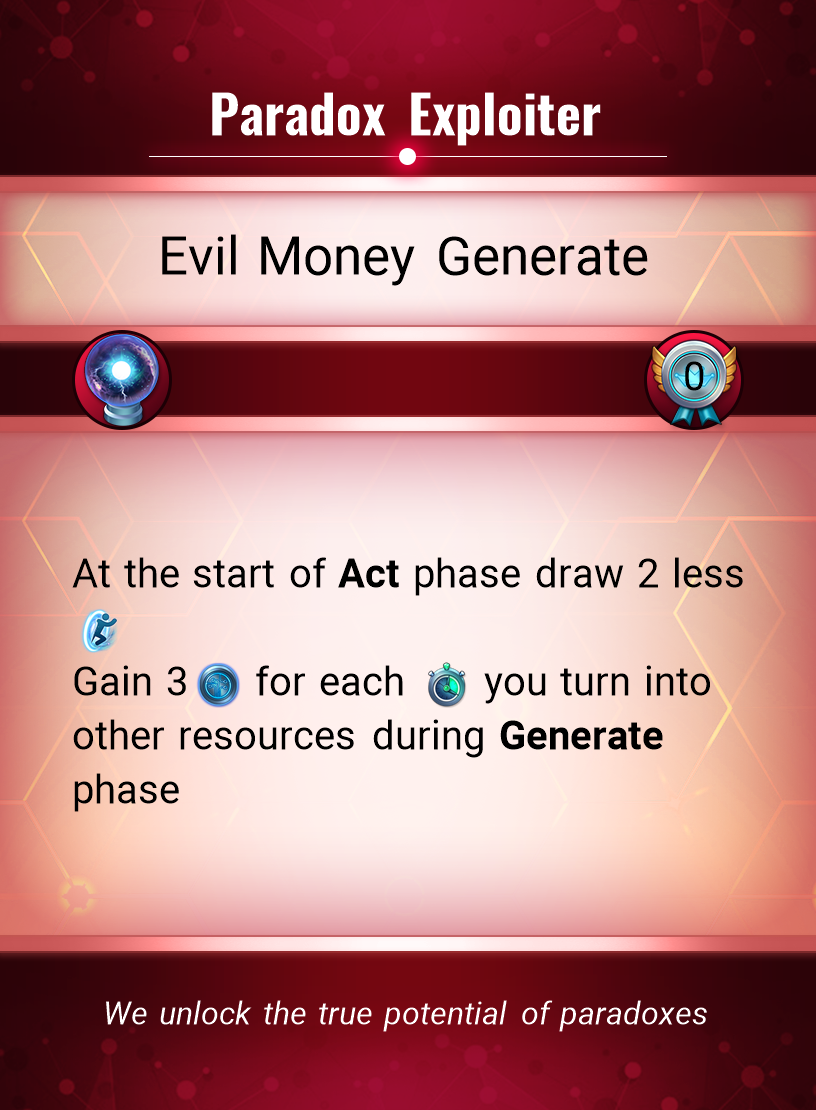 Paradox Exploiter
Evil Money Generate
0
At the start of Act phase draw 2 less
Gain 3 for each you turn into
other resources during Generate
phase
We unlock the true potential of paradoxes